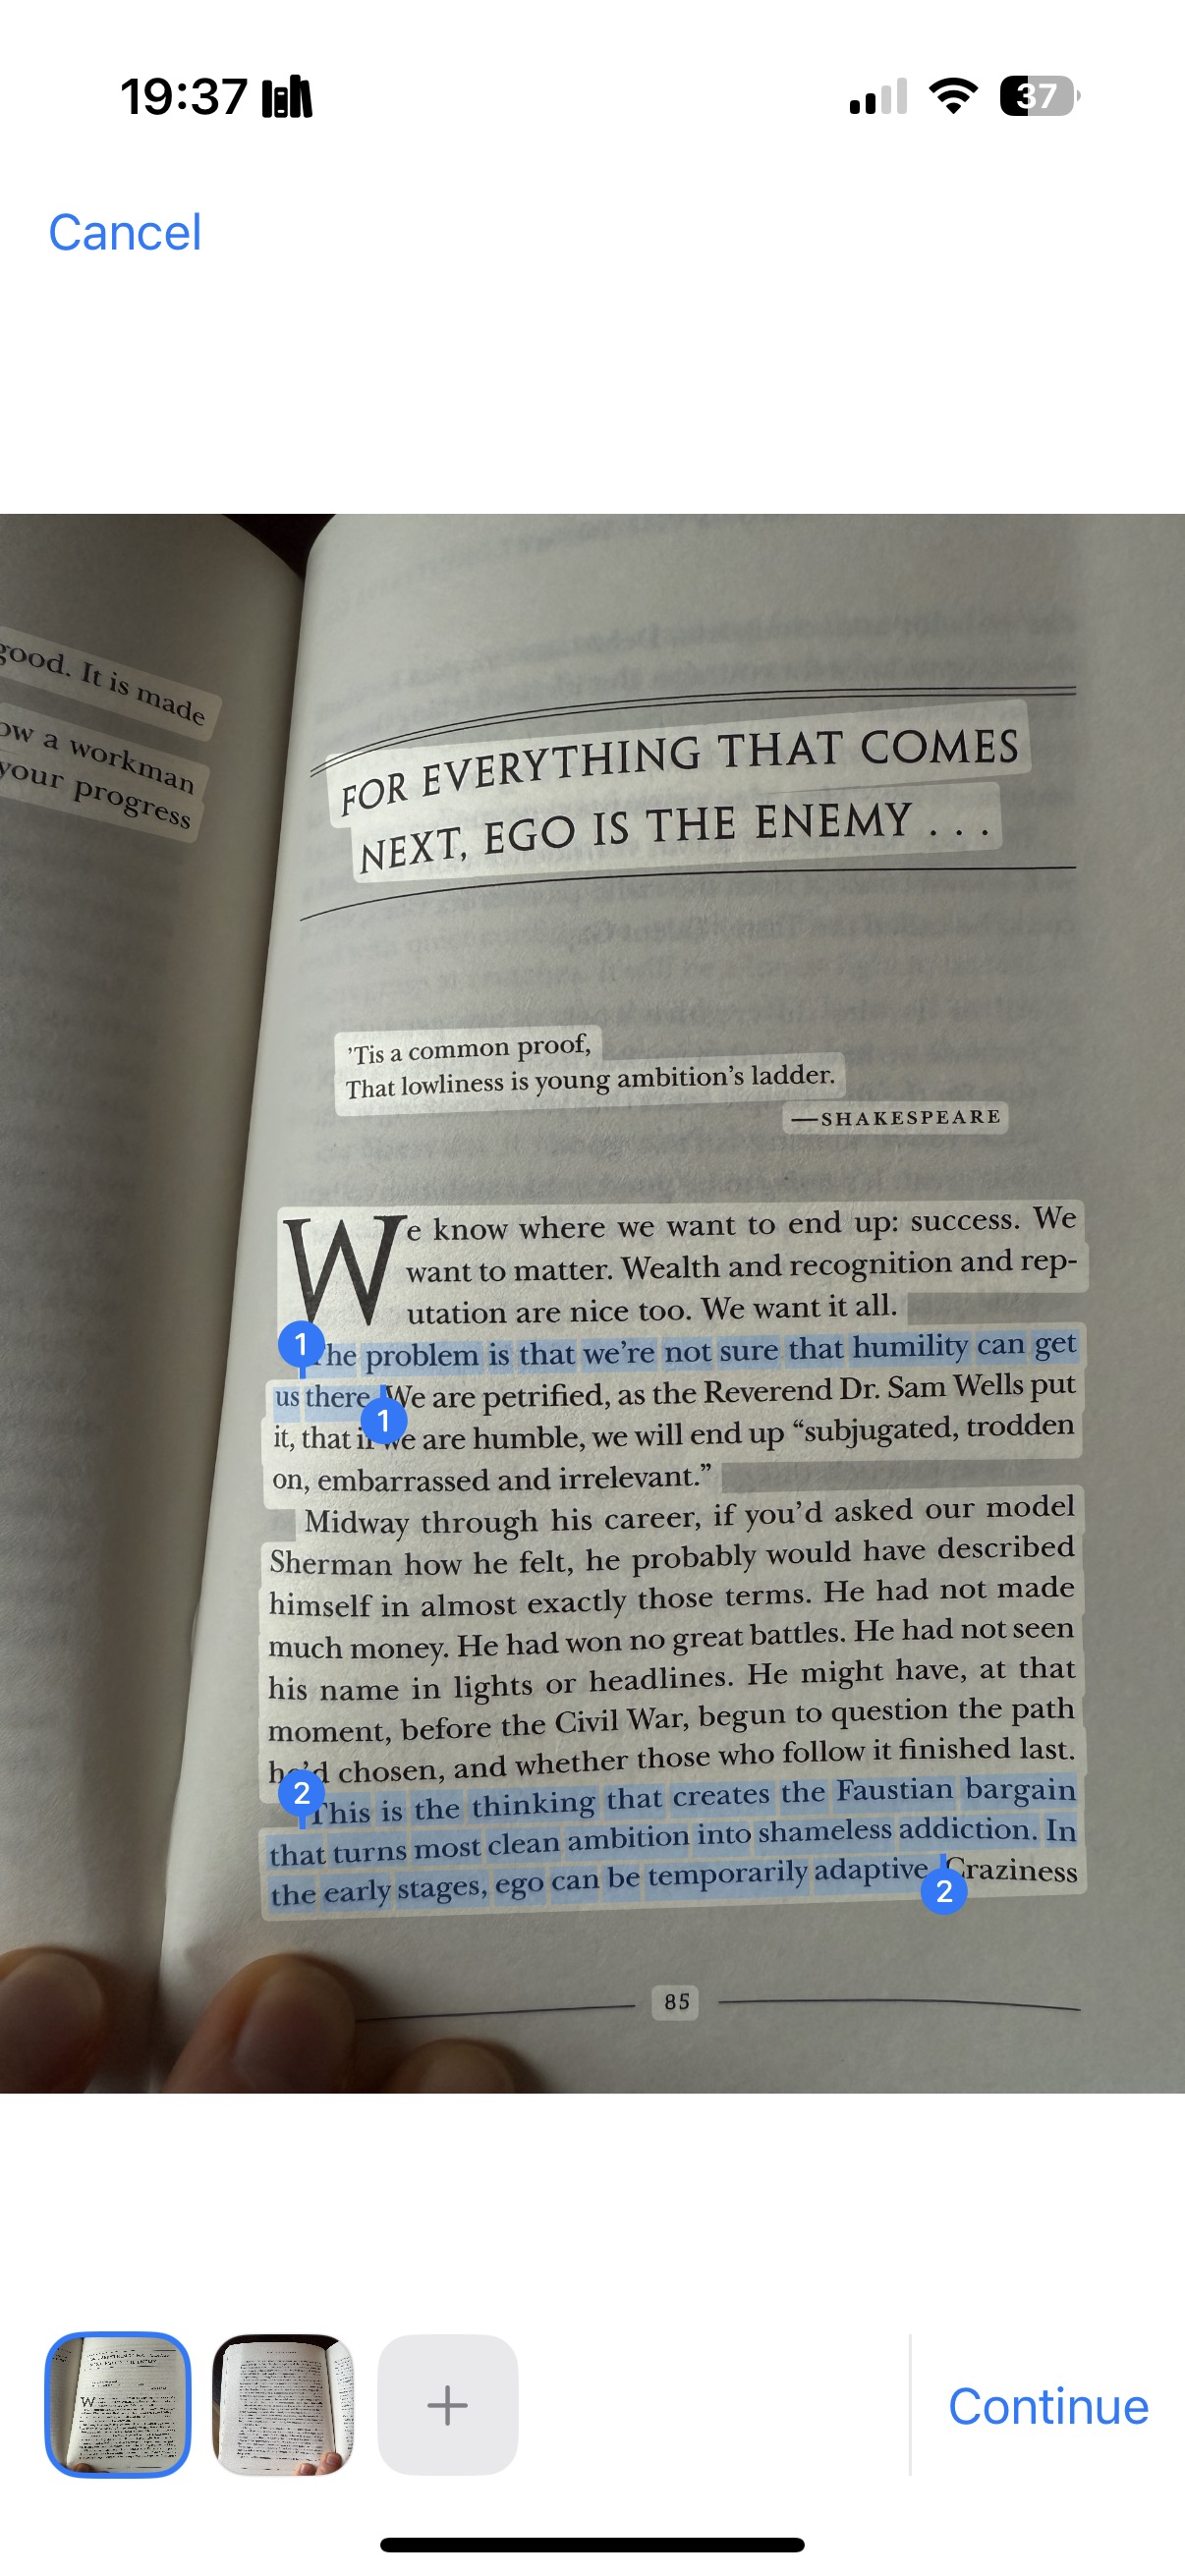 19:37
37
Cancel
good. It is made
ow a workman
your progress
FOR EVERYTHING THAT COMES
NEXT, EGO IS THE ENEMY . . .
’Tis a common proof,
That lowliness is young ambition’s ladder.
—SHAKESPEARE
We know where we want to end up: success. We
want to matter. Wealth and recognition and rep-
utation are nice too. We want it all.
1
The problem is that we’re not sure that humility can get
us there. We are petrified, as the Reverend Dr. Sam Wells put
1
it, that if we are humble, we will end up “subjugated, trodden
on, embarrassed and irrelevant.”
Midway through his career, if you’d asked our model
Sherman how he felt, he probably would have described
himself in almost exactly those terms. He had not made
much money. He had won no great battles. He had not seen
his name in lights or headlines. He might have, at that
moment, before the Civil War, begun to question the path
he’d chosen, and whether those who follow it finished last.
2
This is the thinking that creates the Faustian bargain
that turns most clean ambition into shameless addiction. In
the early stages, ego can be temporarily adaptive. Craziness
2
85
Continue